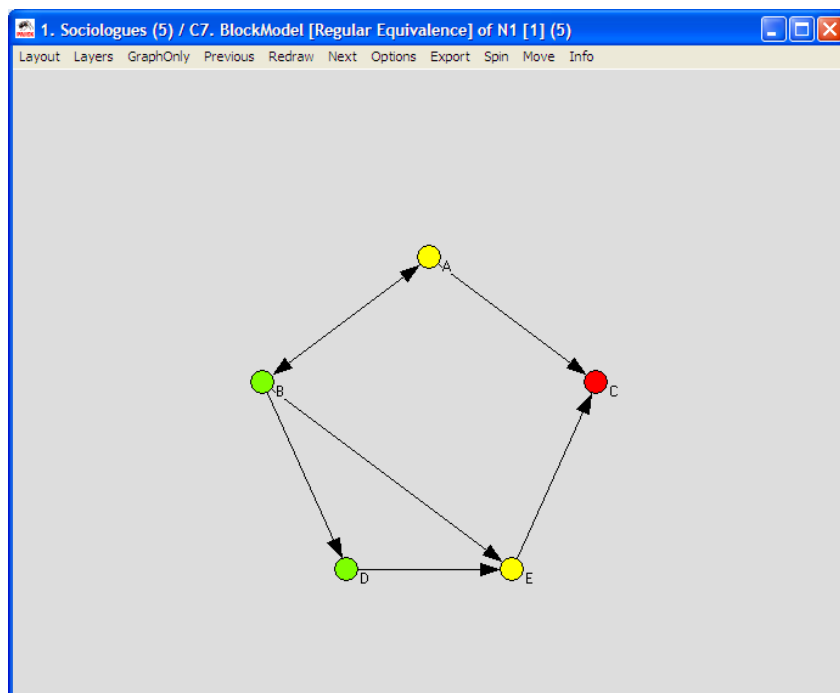 1. Sociologues (5) / C7. BlockModel [Regular Equivalence] of N1 [1] (5)
Layout Layers GraphOnly Previous Redraw Next Options Export Spin Move Info
A
B
C
D
E